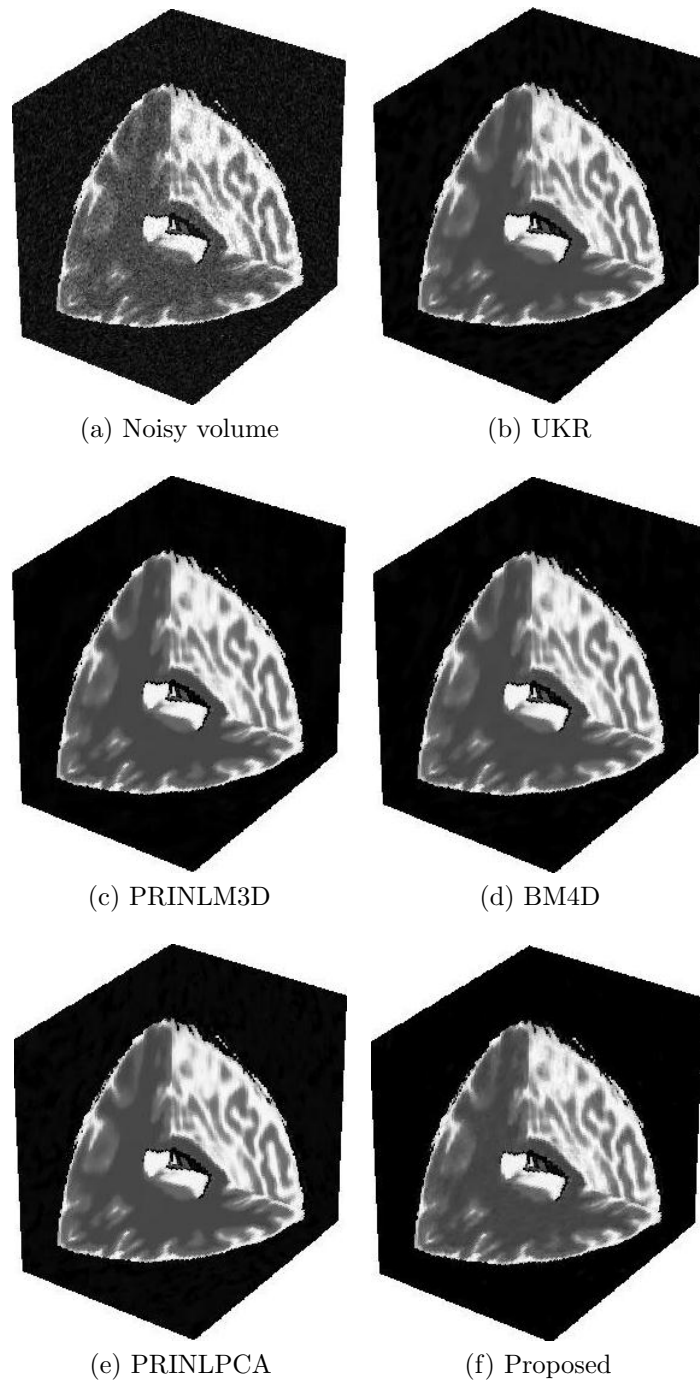 (a) Noisy volume
(b) UKR
(c) PRINLM3D
(d) BM4D
(e) PRINLPCA
(f) Proposed